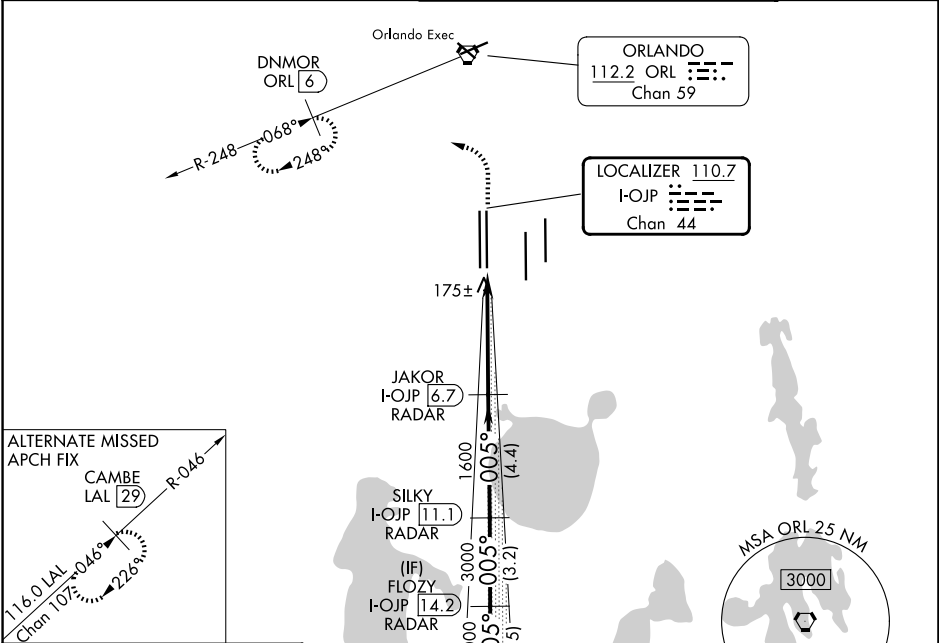 Orlando Exec
ORLANDO
112.2 ORL
Chan 59
DNMOR
ORL 6
R-248
068°
248°
LOCALIZER 110.7
I-OJP
Chan 44
175±
JAKOR
I-OJP 6.7
RADAR
1600
005°
(4.4)
SILKY
I-OJP 11.1
RADAR
3000
005°
(3.2)
(IF)
FLOZY
I-OJP 14.2
RADAR
ALTERNATE MISSED
APCH FIX
CAMBE
LAL 29
R-046
046°
226°
116.0 LAL
Chan 107
MSA ORL 25 NM
3000